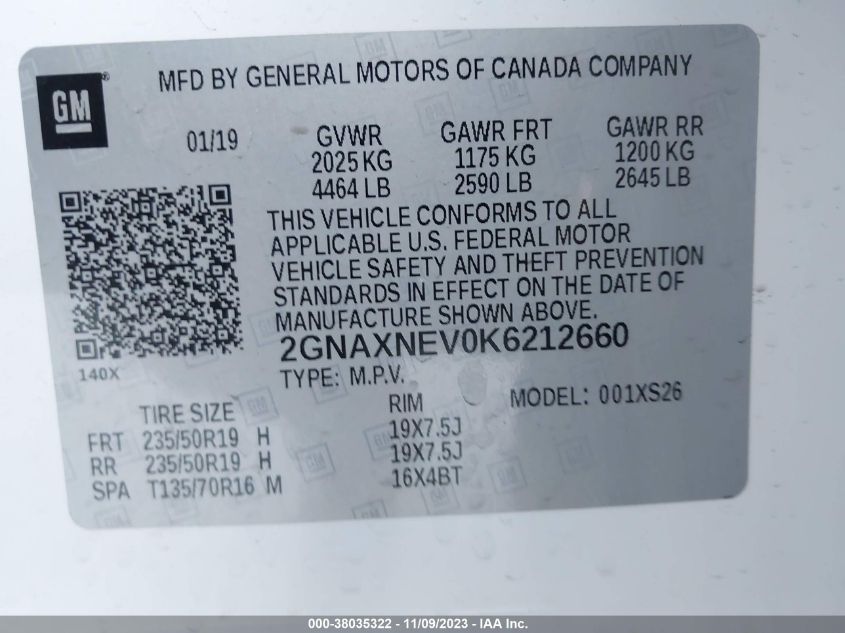 MFD BY GENERAL MOTORS OF CANADA COMPANY
GM ®
01/19 GVWR GAWR FRT GAWR RR
2025 KG 1175 KG 1200 KG
4464 LB 2590 LB 2645 LB
THIS VEHICLE CONFORMS TO ALL
APPLICABLE U.S. FEDERAL MOTOR
VEHICLE SAFETY AND THEFT PREVENTION
STANDARDS IN EFFECT ON THE DATE OF
MANUFACTURE SHOWN ABOVE.
2GNAXNEV0K6212660
140X
TYPE: M.P.V.
MODEL: 001XS26
TIRE SIZE RIM
FRT 235/50R19 H 19X7.5J
RR 235/50R19 H 19X7.5J
SPA T135/70R16 M 16X4BT
000-38035322 - 11/09/2023 - IAA Inc.